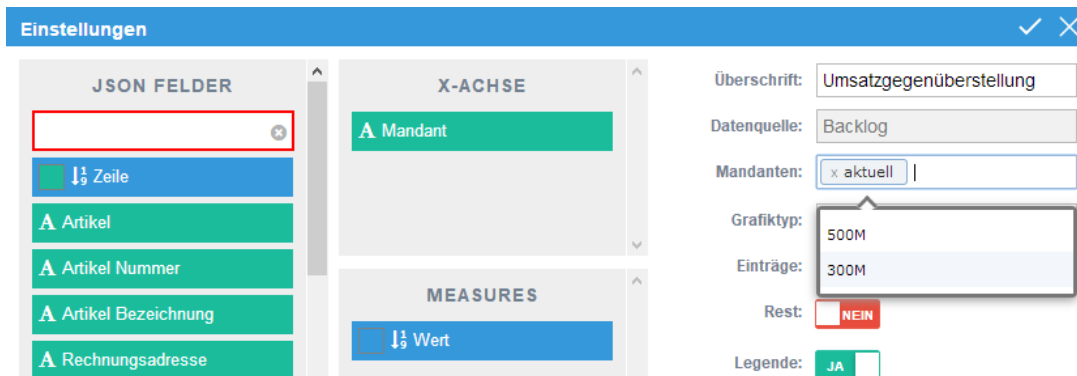 Einstellungen
JSON FELDER
Zeile
A Artikel
A Artikel Nummer
A Artikel Bezeichnung
A Rechnungsadresse
X-ACHSE
A Mandant
MEASURES
Wert
Überschrift: Umsatzgegenüberstellung
Datenquelle: Backlog
Mandanten: x aktuell
Grafiktyp:
500M
Einträge: 300M
Rest: NEIN
Legende: JA